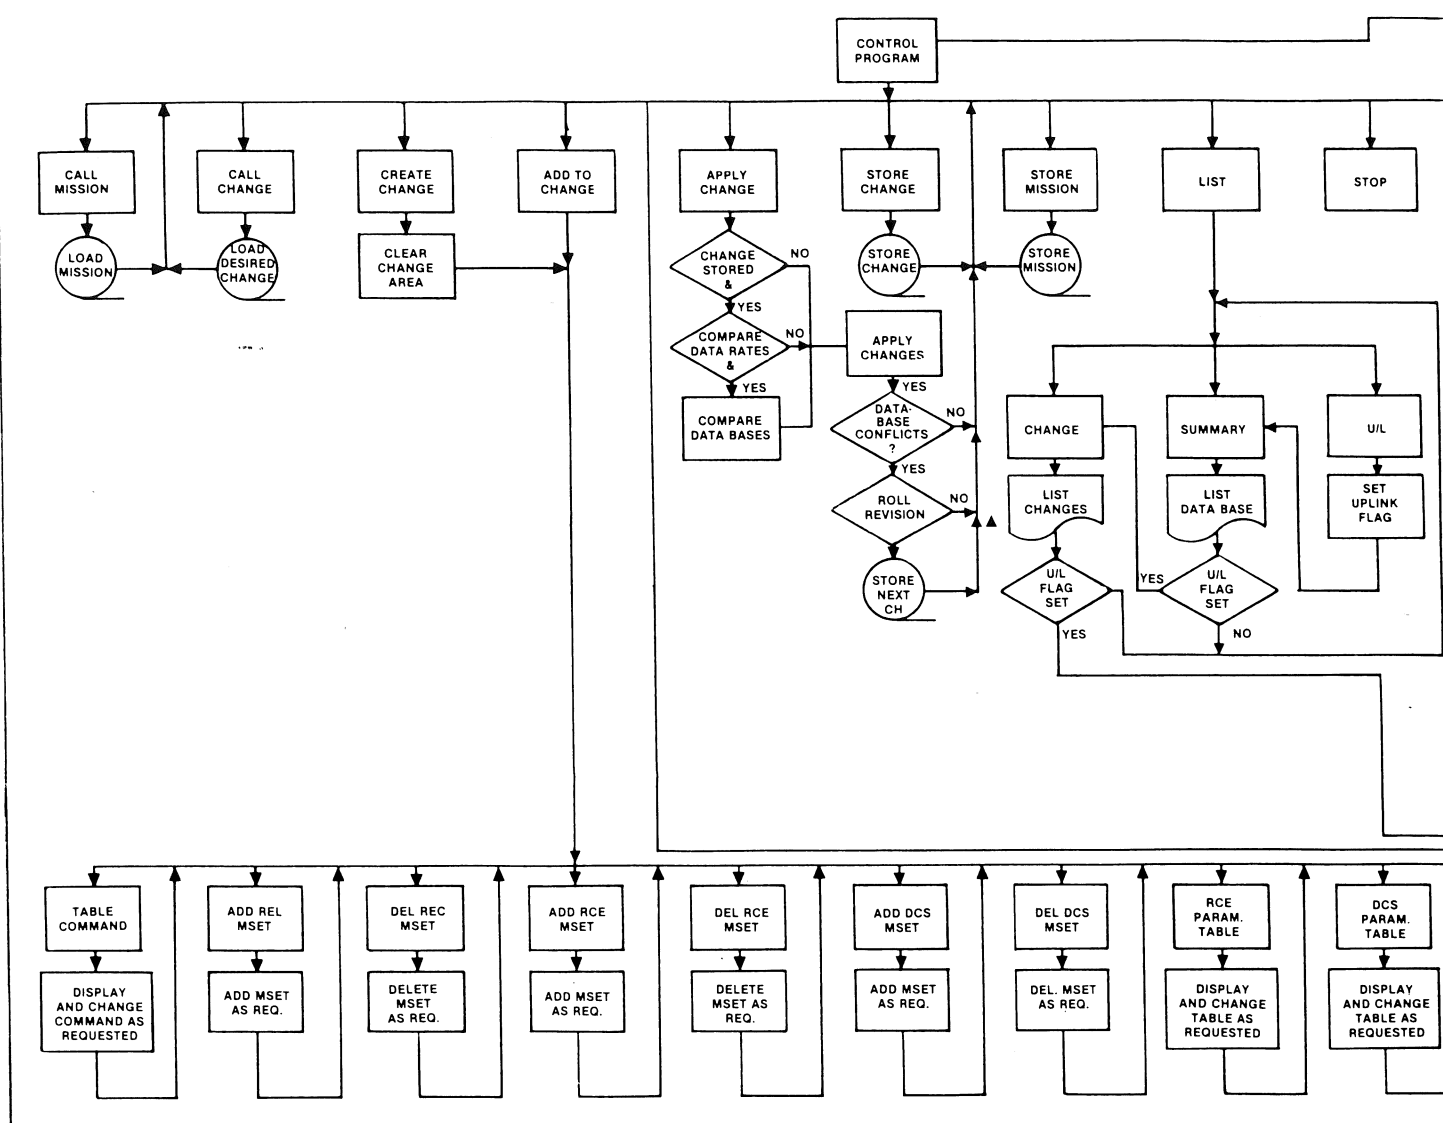 CONTROL
PROGRAM
CALL
MISSION
CALL
CHANGE
CREATE
CHANGE
ADD TO
CHANGE
APPLY
CHANGE
STORE
CHANGE
STORE
MISSION
LIST
STOP
LOAD
MISSION
LOAD
DESIRED
CHANGE
CLEAR
CHANGE
AREA
CHANGE
STORED
&
NO
YES
STORE
CHANGE
STORE
MISSION
COMPARE
DATA RATES
&
NO
YES
APPLY
CHANGES
YES
COMPARE
DATA BASES
DATA-
BASE
CONFLICTS
?
NO
YES
ROLL
REVISION
NO
STORE
NEXT
CH
CHANGE
SUMMARY
U/L
LIST
CHANGES
LIST
DATA BASE
SET
UPLINK
FLAG
U/L
FLAG
SET
YES
YES
U/L
FLAG
SET
NO
TABLE
COMMAND
ADD REL
MSET
DEL REC
MSET
ADD RCE
MSET
DEL RCE
MSET
ADD DCS
MSET
DEL DCS
MSET
RCE
PARAM.
TABLE
DCS
PARAM.
TABLE
DISPLAY
AND CHANGE
COMMAND AS
REQUESTED
ADD MSET
AS REQ.
DELETE
MSET
AS REQ.
ADD MSET
AS REQ.
DELETE
MSET AS
REQ.
ADD MSET
AS REQ.
DEL. MSET
AS REQ.
DISPLAY
AND CHANGE
TABLE AS
REQUESTED
DISPLAY
AND CHANGE
TABLE AS
REQUESTED